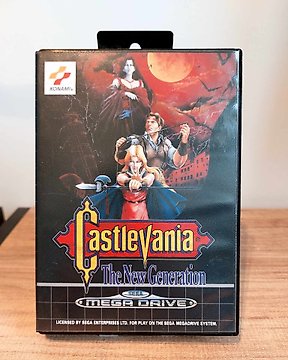 KONAMI
Castlevania
The New Generation
SEGA
MEGA DRIVE
LICENSED BY SEGA ENTERPRISES LTD. FOR PLAY ON THE SEGA MEGADRIVE SYSTEM.